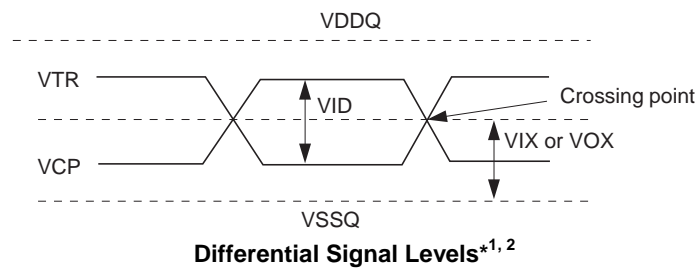 VDDQ
VTR
VID
Crossing point
VIX or VOX
VCP
VSSQ
Differential Signal Levels*1, 2